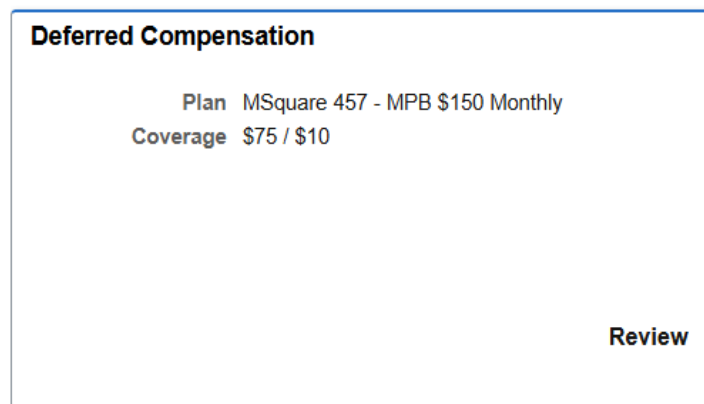 Deferred Compensation
Plan MSquare 457 - MPB $150 Monthly
Coverage $75 / $10
Review